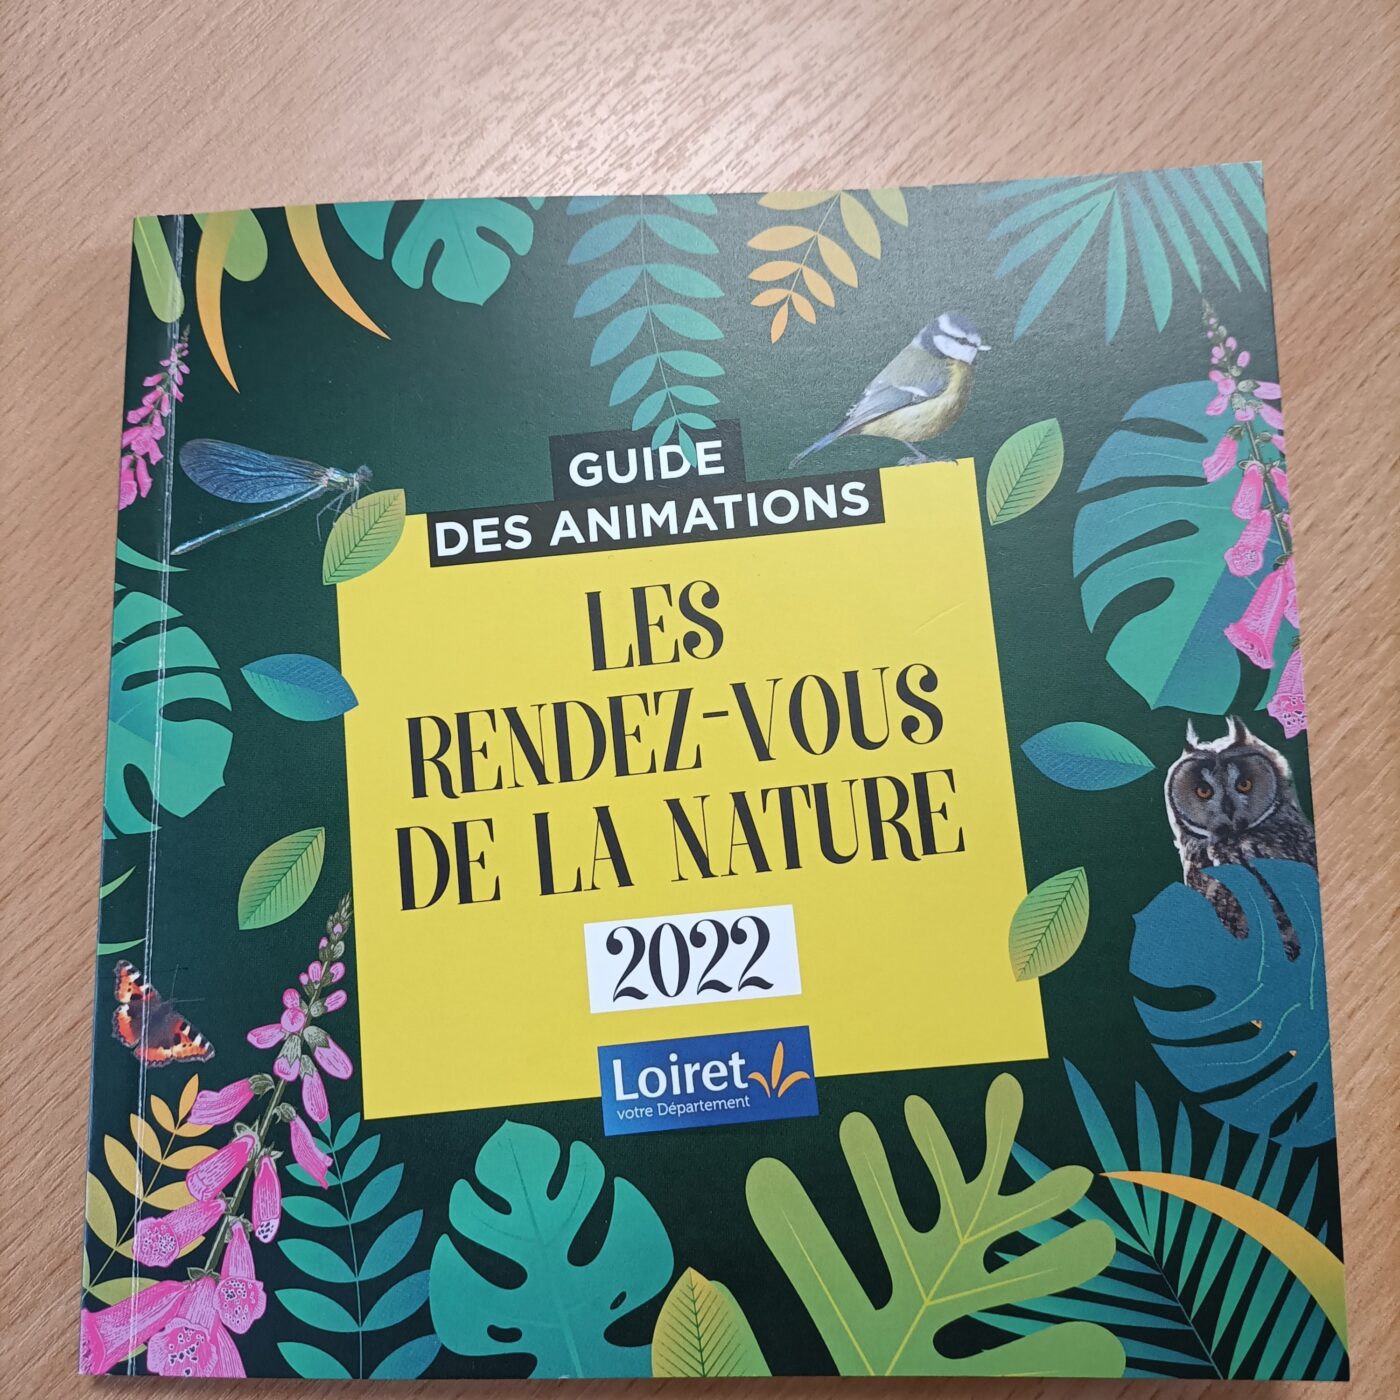 GUIDE
DES ANIMATIONS
LES
RENDEZ-VOUS
DE LA NATURE
2022
Loiret
votre Département